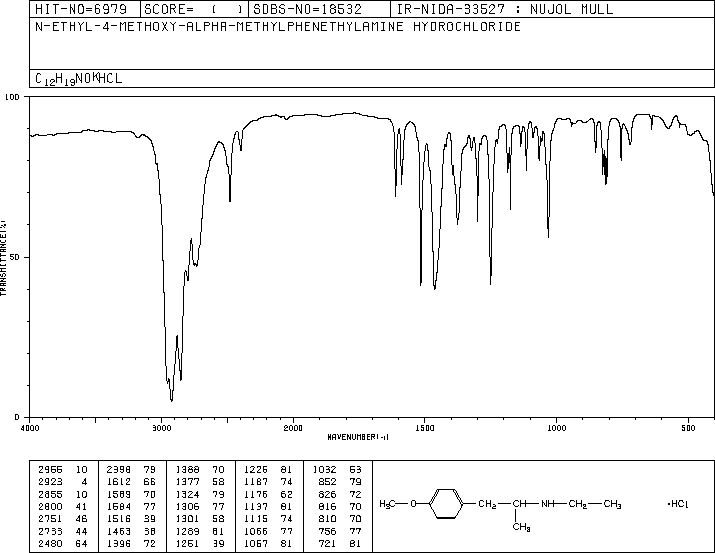 HIT-NO=6979 SCORE= ( ) SDBS-NO=18532 IR-NIDA-33527 : NUJOL MULL
N-ETHYL-4-METHOXY-ALPHA-METHYLPHENETHYLAMINE HYDROCHLORIDE
C12H19NO*HCL
100
50
0
TRANSMITTANCE(%)
4000 3000 2000 1500 1000 500
WAVENUMBER(-1)
2966 10 2398 79 1388 70 1226 81 1032 53
2923 4 1612 66 1377 58 1187 74 852 79
2855 10 1589 70 1324 79 1176 62 826 72
2800 41 1584 77 1306 77 1137 81 816 70
2751 46 1516 39 1301 58 1115 74 810 70
2733 44 1463 38 1289 81 1066 77 756 77
2480 64 1396 72 1251 39 1067 81 721 81
H3C O CH2 CH NH CH2 CH3 ·HCl
CH3